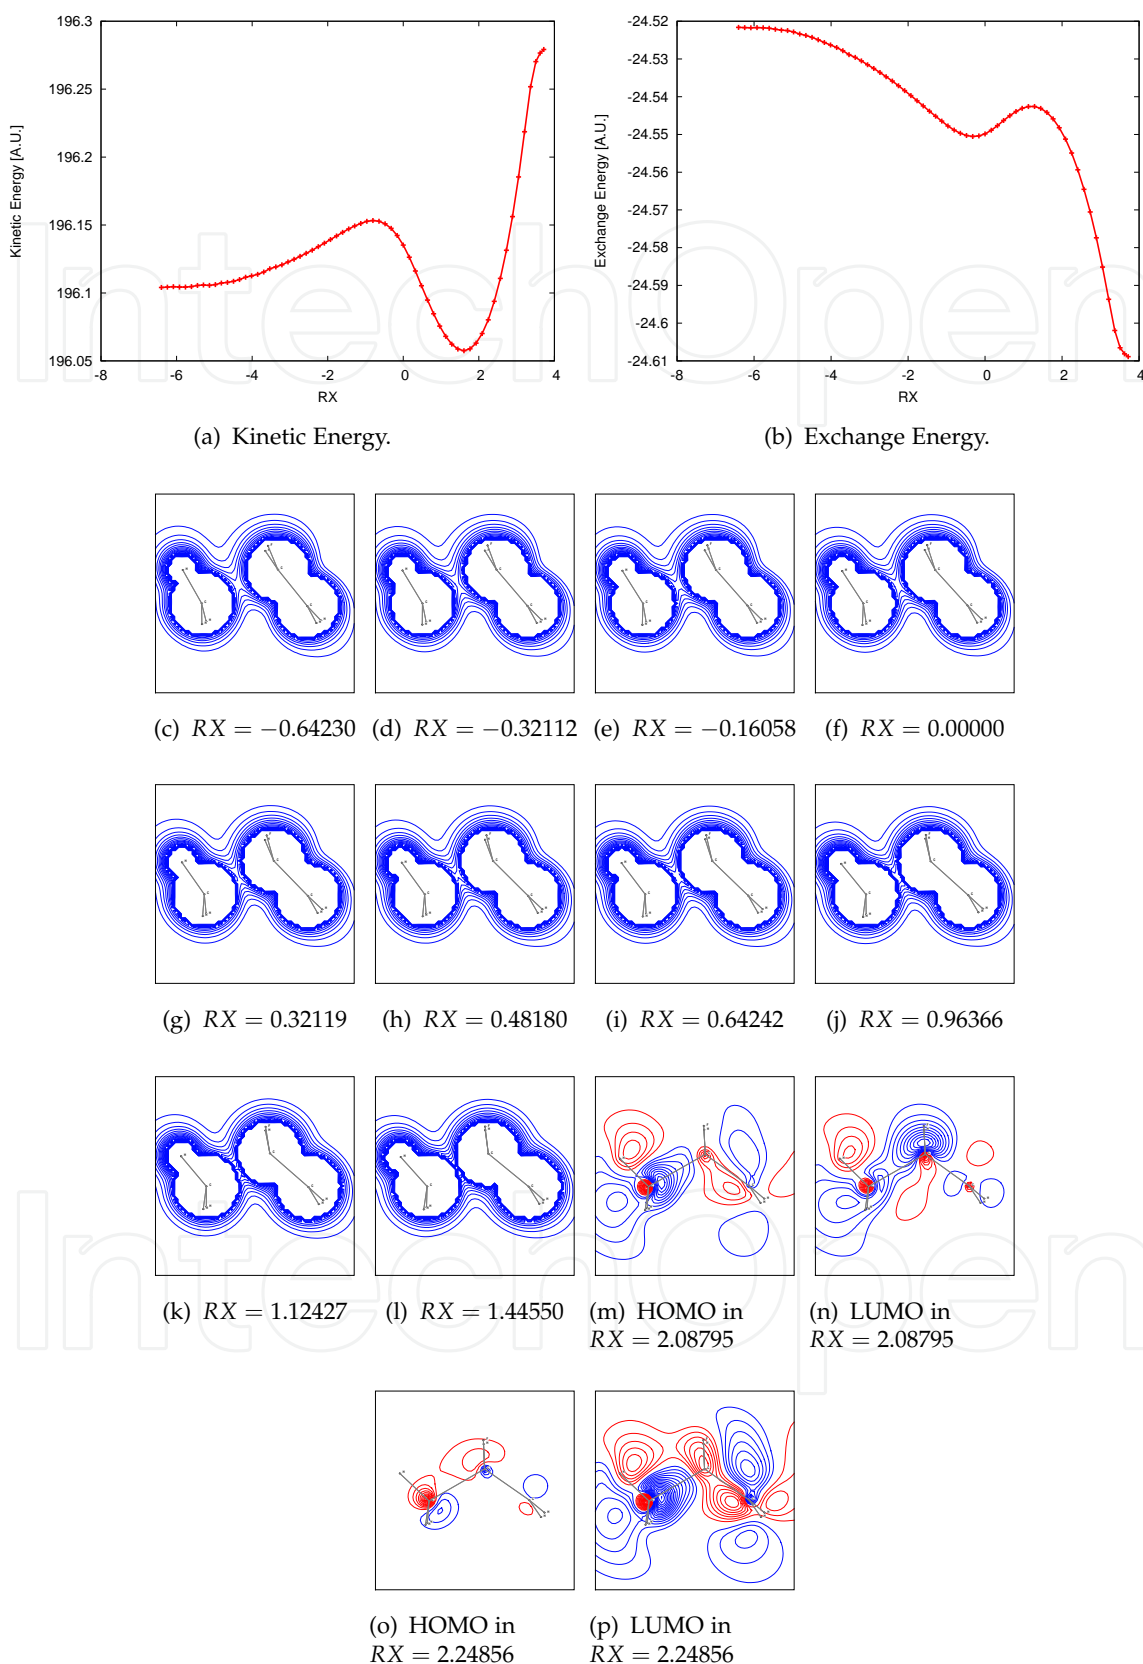 196.3
196.25
196.2
196.15
196.1
196.05
Kinetic Energy [A.U.]
-8 -6 -4 -2 0 2 4
RX
-24.52
-24.53
-24.54
-24.55
-24.56
-24.57
-24.58
-24.59
-24.6
-24.61
Exchange Energy [A.U.]
-8 -6 -4 -2 0 2 4
RX
(a) Kinetic Energy.
(b) Exchange Energy.
(c) RX = −0.64230 (d) RX = −0.32112 (e) RX = −0.16058 (f) RX = 0.00000
(g) RX = 0.32119 (h) RX = 0.48180 (i) RX = 0.64242 (j) RX = 0.96366
(k) RX = 1.12427 (l) RX = 1.44550 (m) HOMO in (n) LUMO in
RX = 2.08795 RX = 2.08795
(o) HOMO in (p) LUMO in
RX = 2.24856 RX = 2.24856
IntechOpen
IntechOpen